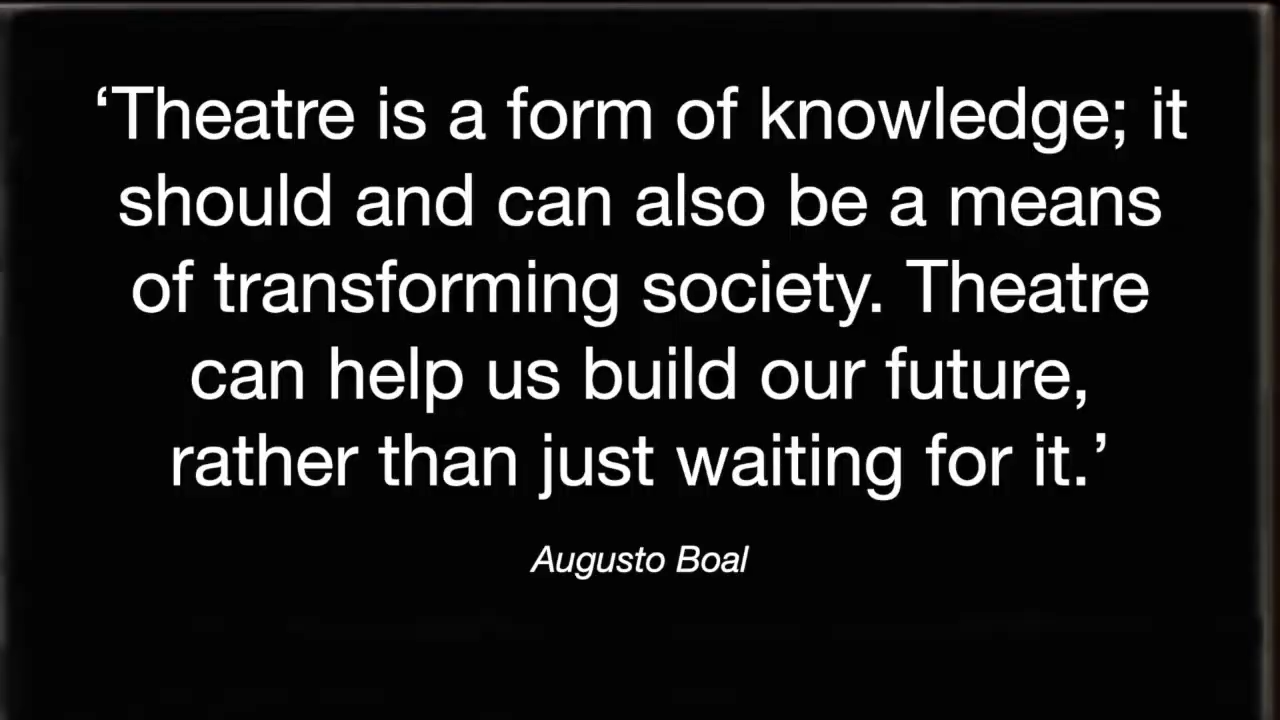 ‘Theatre is a form of knowledge; it
should and can also be a means
of transforming society. Theatre
can help us build our future,
rather than just waiting for it.’
Augusto Boal